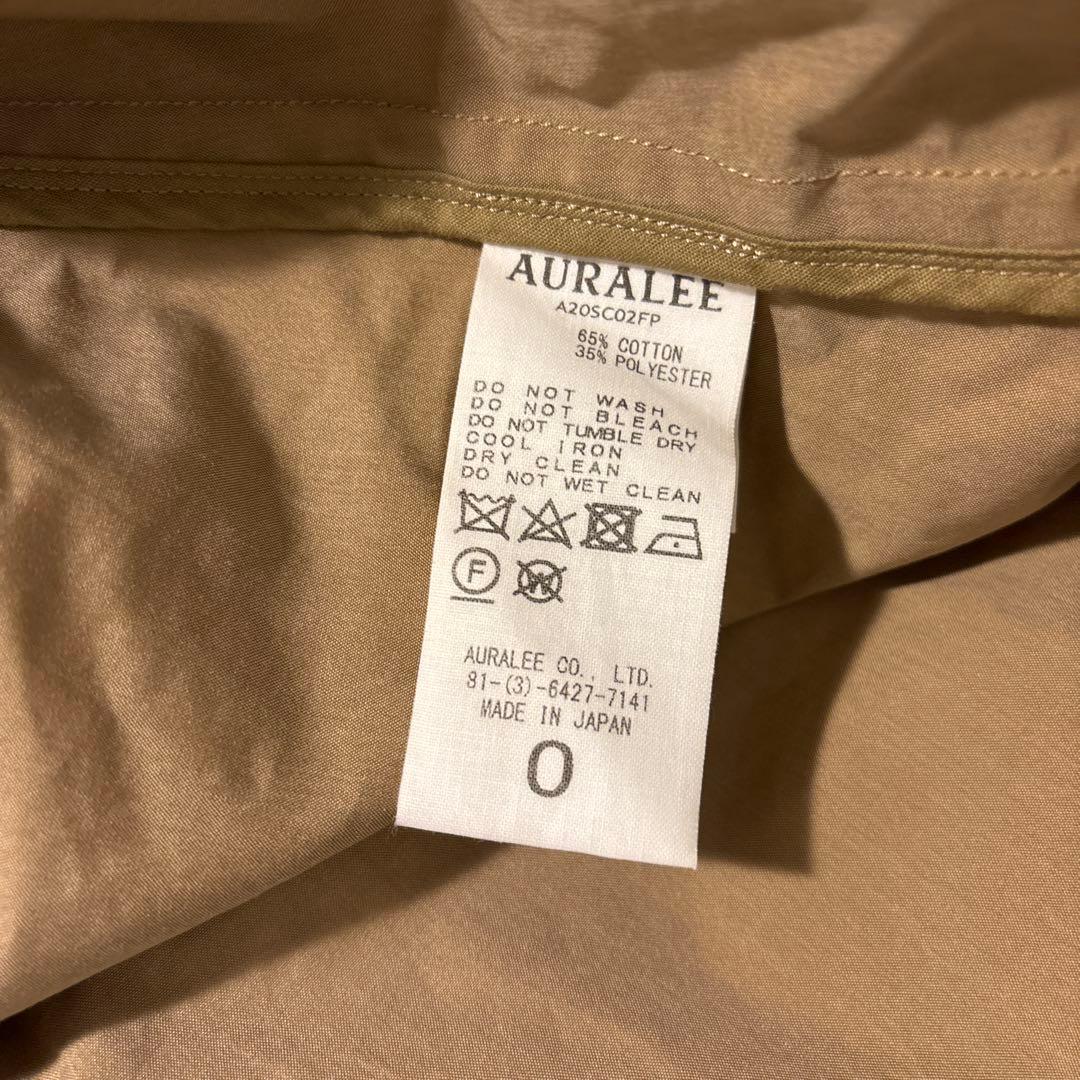 AURALEE
A20SC02FP
65% COTTON
35% POLYESTER
DO NOT WASH
DO NOT BLEACH
DO NOT TUMBLE DRY
COOL IRON
DRY CLEAN
DO NOT WET CLEAN
F W
AURALEE CO., LTD.
81-(3)-6427-7141
MADE IN JAPAN
0